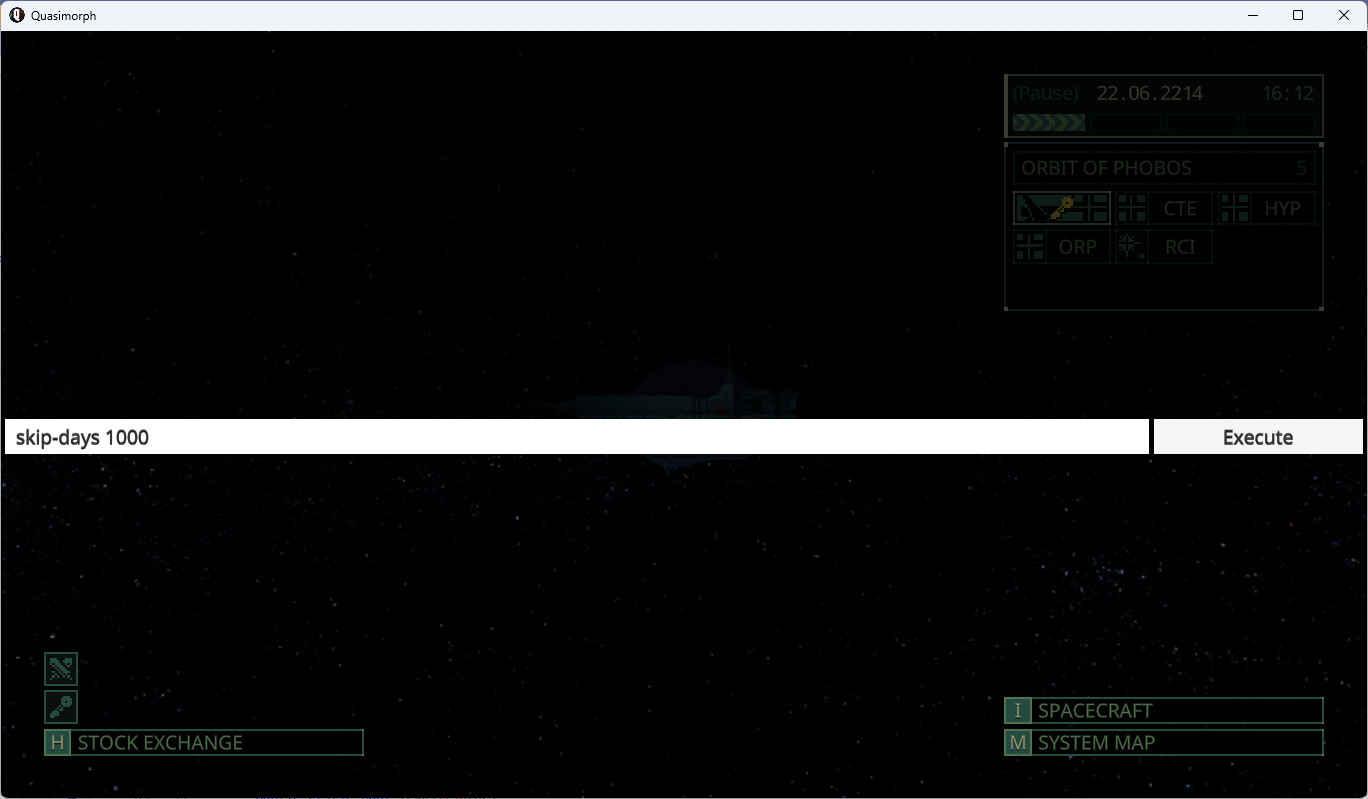 Quasimorph
(Pause) 22.06.2214 16:12
ORBIT OF PHOBOS 5
CTE HYP
ORP RCI
skip-days 1000 Execute
I SPACECRAFT
H STOCK EXCHANGE
M SYSTEM MAP